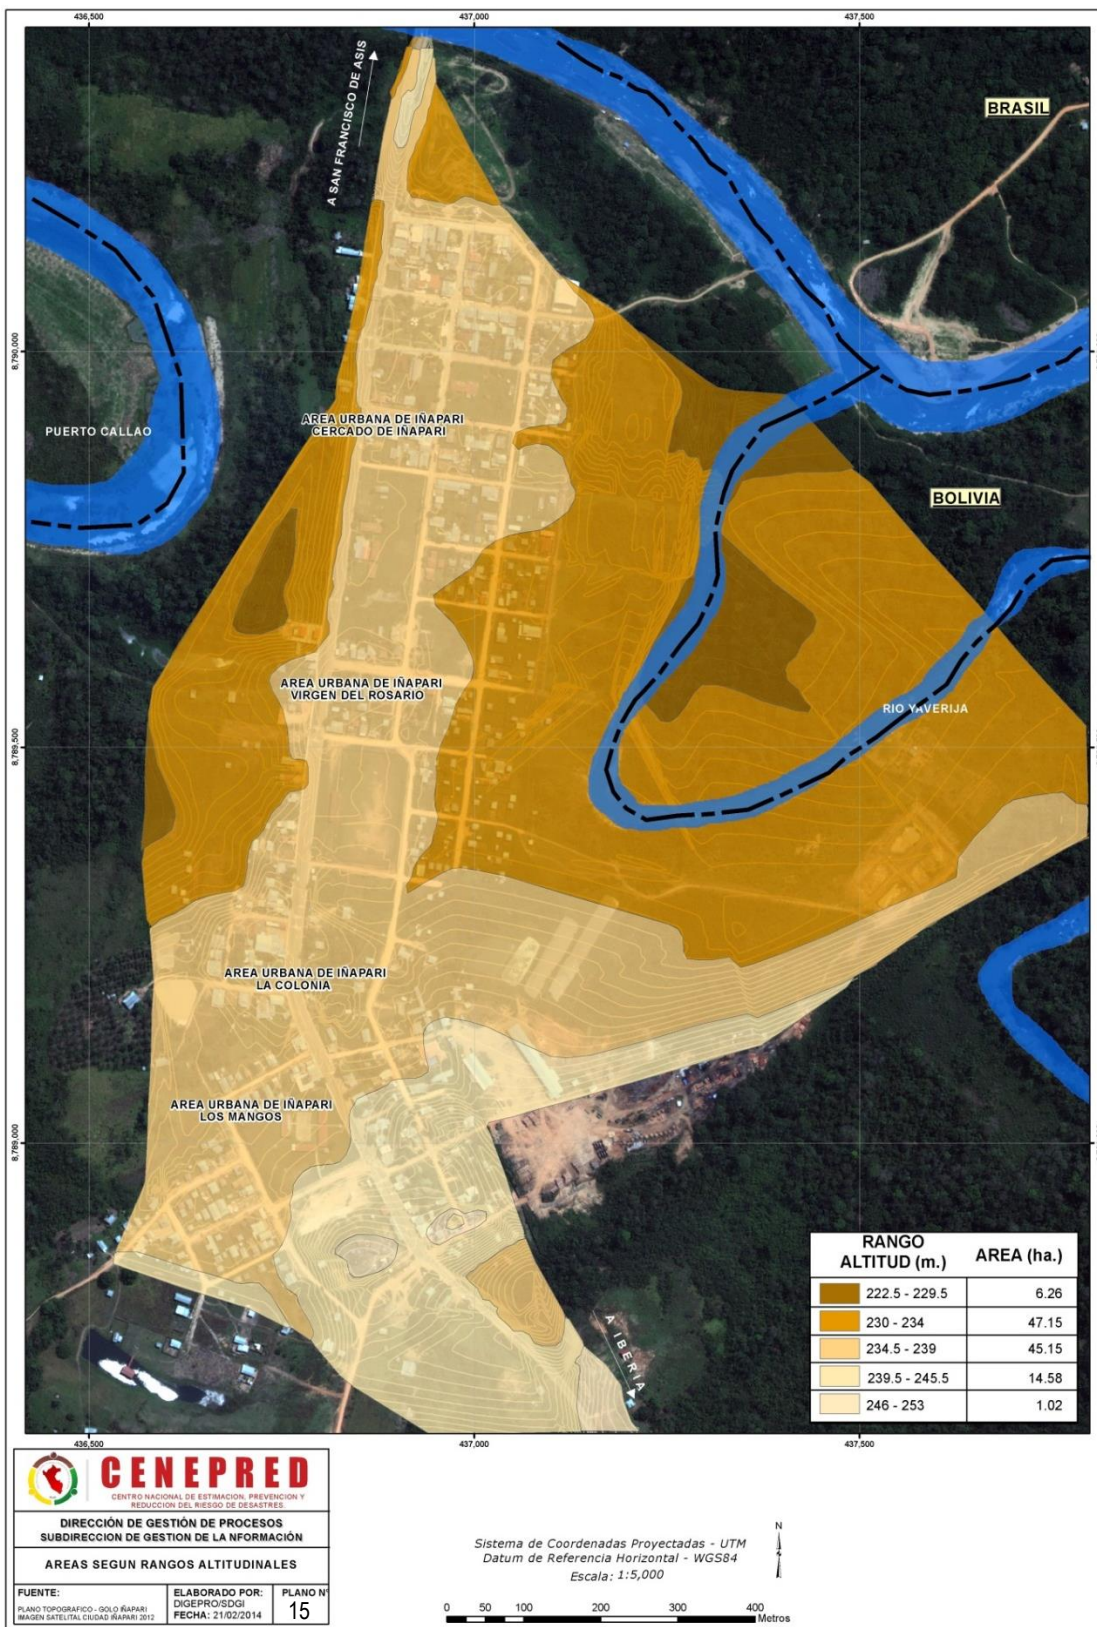 436,500
437,000
437,500
A SAN FRANCISCO DE ASIS
BRASIL
8,790,000
PUERTO CALLAO
AREA URBANA DE IÑAPARI
CERCADO DE IÑAPARI
BOLIVIA
AREA URBANA DE IÑAPARI
VIRGEN DEL ROSARIO
RIO YAVERIJA
8,789,500
AREA URBANA DE IÑAPARI
LA COLONIA
AREA URBANA DE IÑAPARI
LOS MANGOS
8,789,000
A IBERIA
RANGO ALTITUD (m.) AREA (ha.)
222.5 - 229.5 6.26
230 - 234 47.15
234.5 - 239 45.15
239.5 - 245.5 14.58
246 - 253 1.02
436,500
437,000
437,500
CENEPRED
CENTRO NACIONAL DE ESTIMACION, PREVENCION Y
REDUCCION DEL RIESGO DE DESASTRES
DIRECCIÓN DE GESTIÓN DE PROCESOS
SUBDIRECCION DE GESTION DE LA NFORMACIÓN
AREAS SEGUN RANGOS ALTITUDINALES
FUENTE:
PLANO TOPOGRAFICO - GOLO IÑAPARI
IMAGEN SATELITAL CIUDAD IÑAPARI 2012
ELABORADO POR:
DIGEPRO/SDGI
FECHA: 21/02/2014
PLANO N°
15
Sistema de Coordenadas Proyectadas - UTM
Datum de Referencia Horizontal - WGS84
Escala: 1:5,000
N
0 50 100 200 300 400
Metros